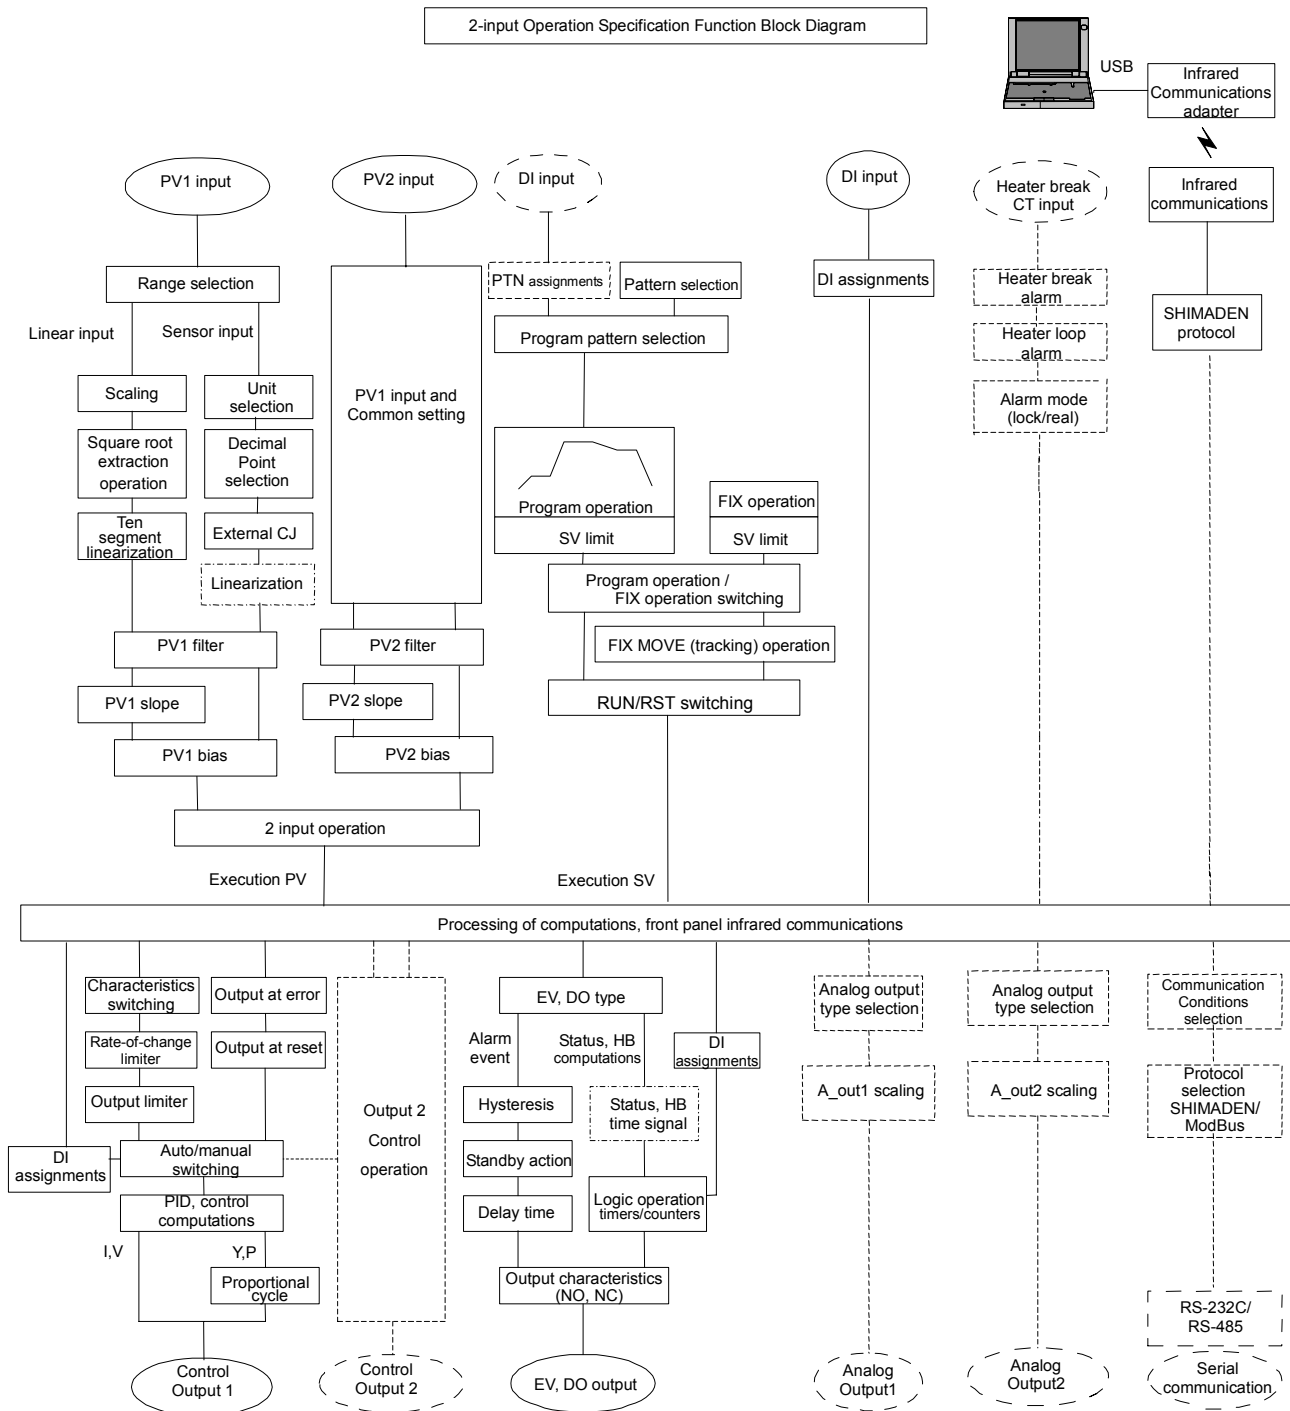 2-input Operation Specification Function Block Diagram
USB
Infrared
Communications
adapter
PV1 input
PV2 input
DI input
DI input
Heater break
CT input
Infrared
communications
Range selection
PTN assignments
Pattern selection
DI assignments
Heater break
alarm
SHIMADEN
protocol
Linear input
Sensor input
Program pattern selection
Heater loop
alarm
Scaling
Unit
selection
PV1 input and
Common setting
Alarm mode
(lock/real)
Square root
extraction
operation
Decimal
Point
selection
Program operation
FIX operation
Ten
segment
linearization
External CJ
SV limit
SV limit
Linearization
Program operation /
FIX operation switching
PV1 filter
PV2 filter
FIX MOVE (tracking) operation
PV1 slope
PV2 slope
RUN/RST switching
PV1 bias
PV2 bias
2 input operation
Execution PV
Execution SV
Processing of computations, front panel infrared communications
Characteristics
switching
Output at error
EV, DO type
Analog output
type selection
Analog output
type selection
Communication
Conditions
selection
Rate-of-change
limiter
Output at reset
Alarm
event
Status, HB
computations
DI
assignments
Output limiter
Output 2
Control
operation
Hysteresis
Status, HB
time signal
A_out1 scaling
A_out2 scaling
Protocol
selection
SHIMADEN/
ModBus
DI
assignments
Auto/manual
switching
Standby action
PID, control
computations
Delay time
Logic operation
timers/counters
I,V
Y,P
Proportional
cycle
Output characteristics
(NO, NC)
RS-232C/
RS-485
Control
Output 1
Control
Output 2
EV, DO output
Analog
Output1
Analog
Output2
Serial
communication